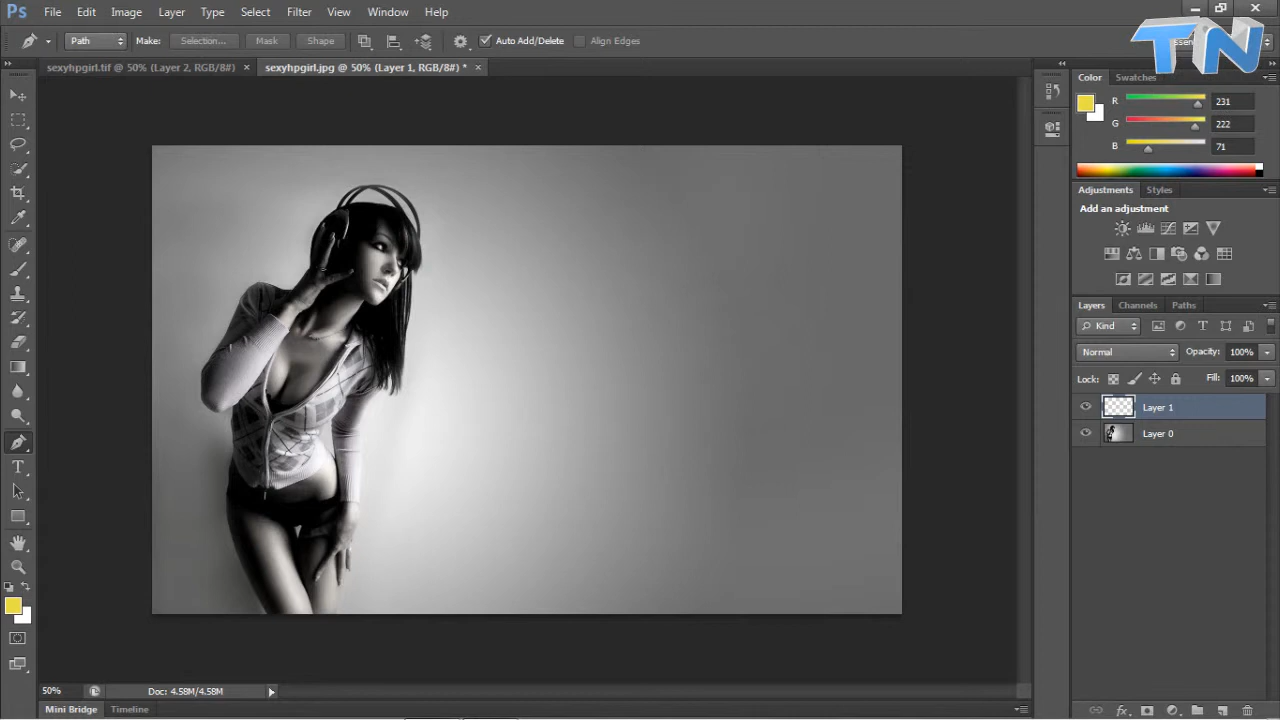 Ps File Edit Image Layer Type Select Filter View Window Help
Path Make: Selection... Mask Shape Auto Add/Delete Align Edges
TN
sexyhpgirl.tif @ 50% (Layer 2, RGB/8#) × sexyhpgirl.jpg @ 50% (Layer 1, RGB/8#) * ×
Color Swatches
R 231
G 222
B 71
Adjustments Styles
Add an adjustment
Layers Channels Paths
Kind
Normal Opacity: 100%
Lock: Fill: 100%
Layer 1
Layer 0
50% Doc: 4.58M/4.58M
Mini Bridge Timeline